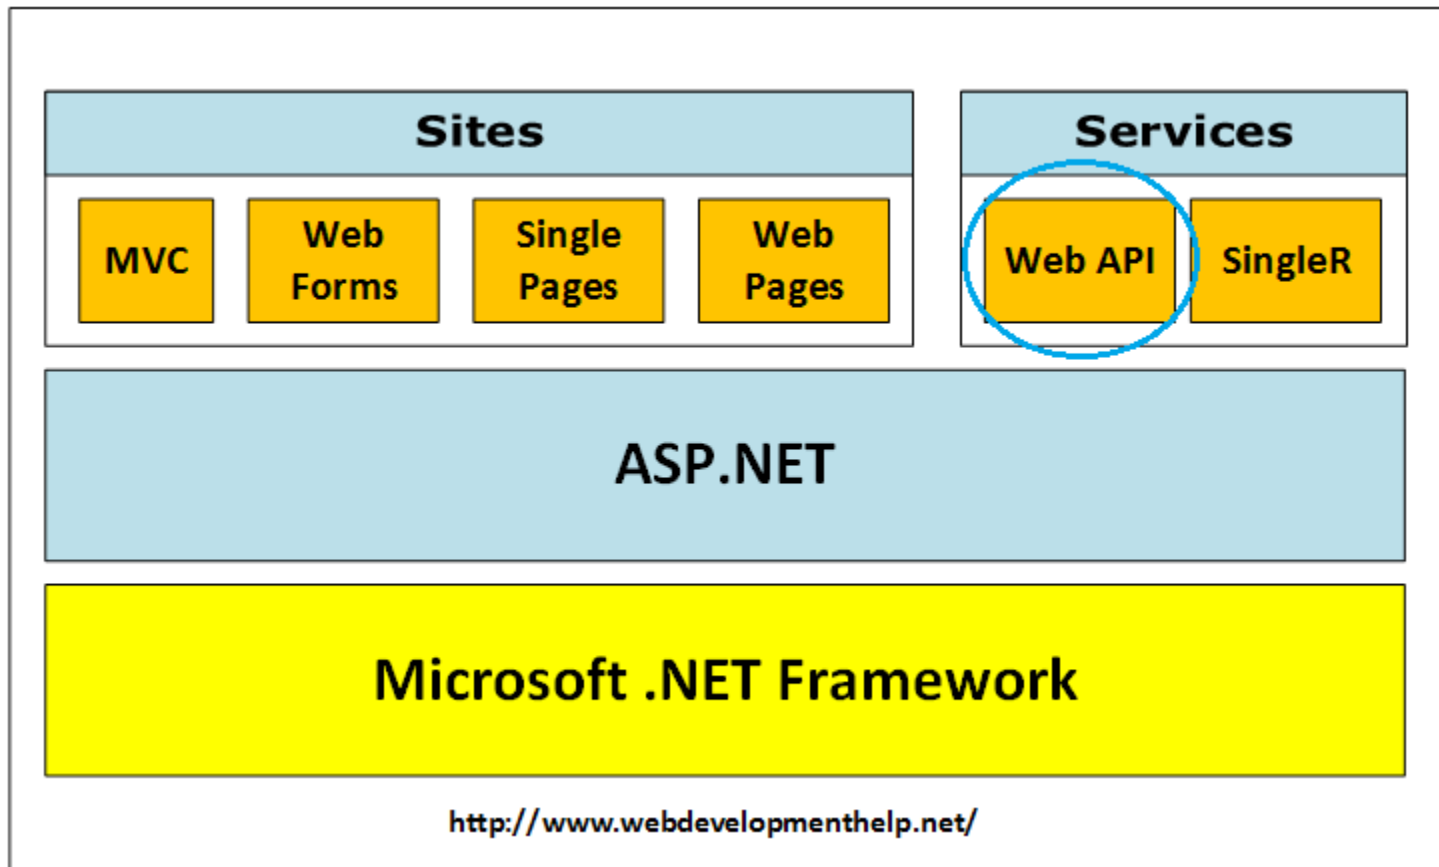 Sites
Services
MVC
Web
Forms
Single
Pages
Web
Pages
Web API
SingleR
ASP.NET
Microsoft .NET Framework
http://www.webdevelopmenthelp.net/